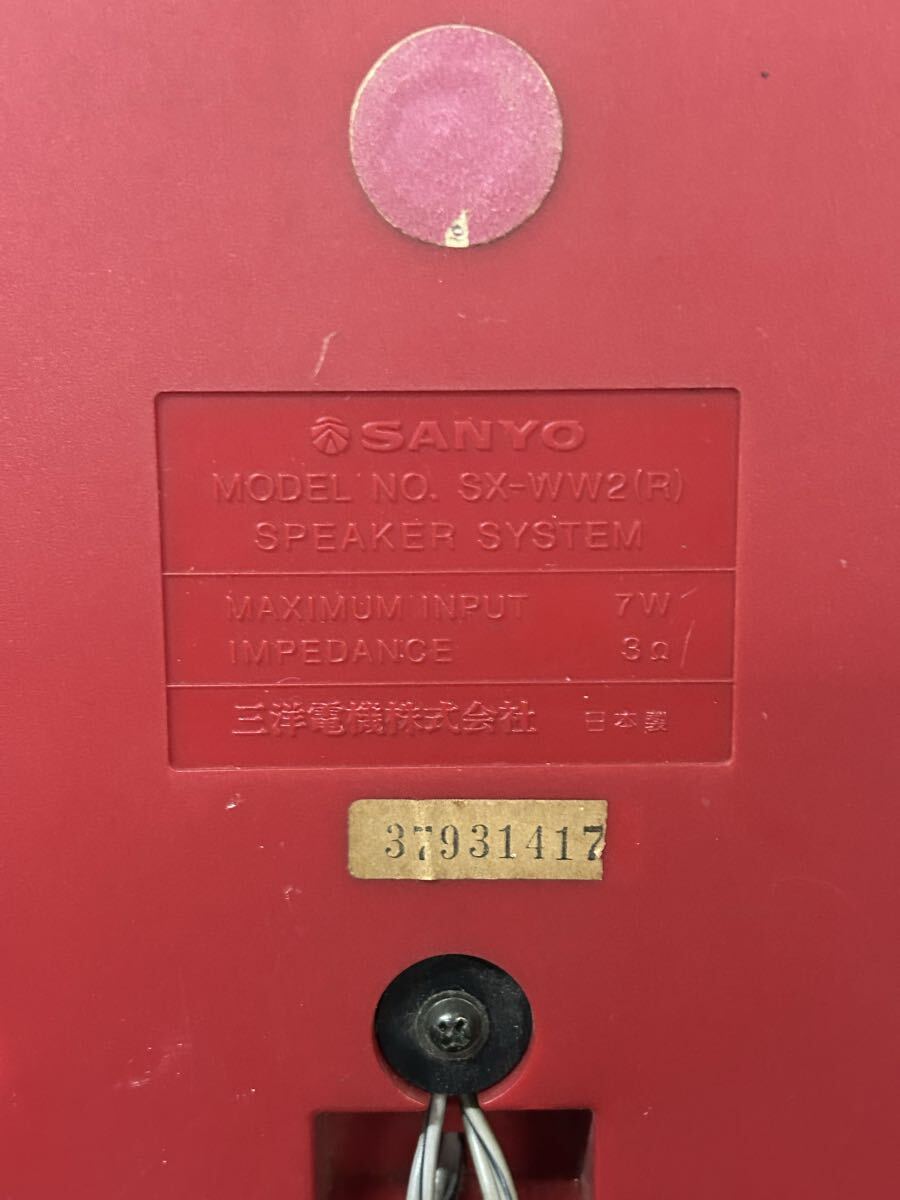 SANYO
MODEL NO. SX-WW2(R)
SPEAKER SYSTEM
MAXIMUM INPUT 7W
IMPEDANCE 3Ω
三洋電機株式会社 日本製
37931417